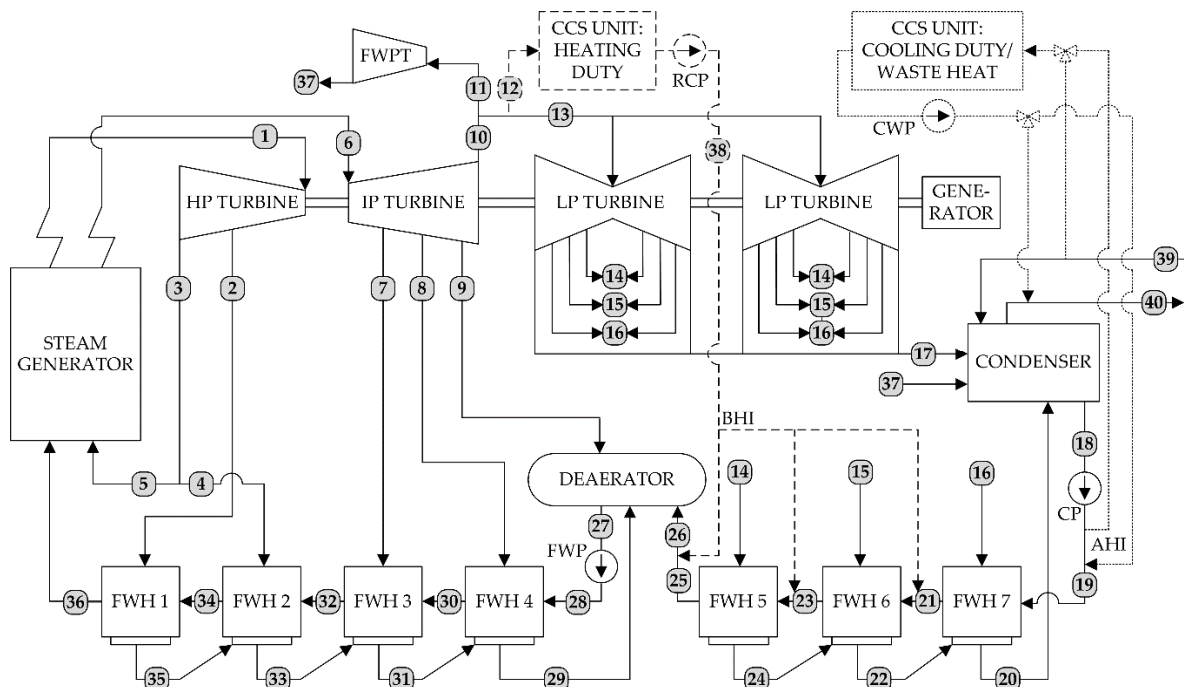 CCS UNIT:
HEATING
DUTY
CCS UNIT:
COOLING DUTY/
WASTE HEAT
FWPT
RCP
37
11
12
CWP
1
6
10
13
38
HP TURBINE
IP TURBINE
LP TURBINE
LP TURBINE
GENE-
RATOR
39
3
2
7
8
9
14
14
15
15
40
16
16
STEAM
GENERATOR
17
CONDENSER
37
BHI
18
5
4
DEAERATOR
14
15
16
CP
27
26
FWP
AHI
25
19
36
FWH 1
34
FWH 2
32
FWH 3
30
FWH 4
28
FWH 5
23
FWH 6
21
FWH 7
35
33
31
29
24
22
20